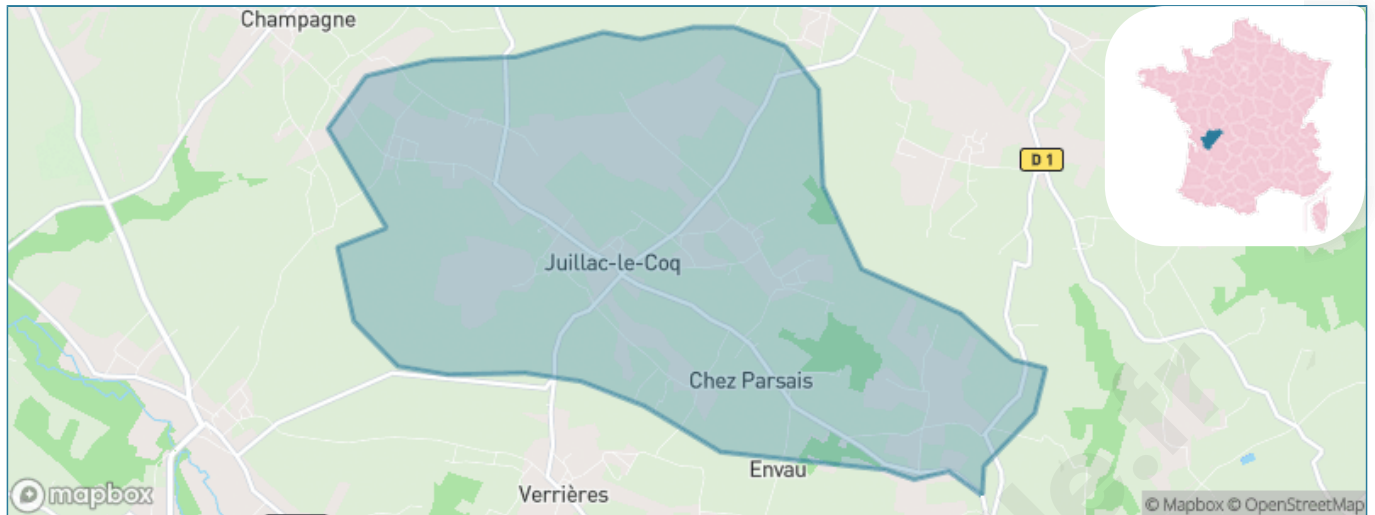 Champagne
D 1
Juillac-le-Coq
Chez Parsais
Envau
Verrières
mapbox
© Mapbox © OpenStreetMap